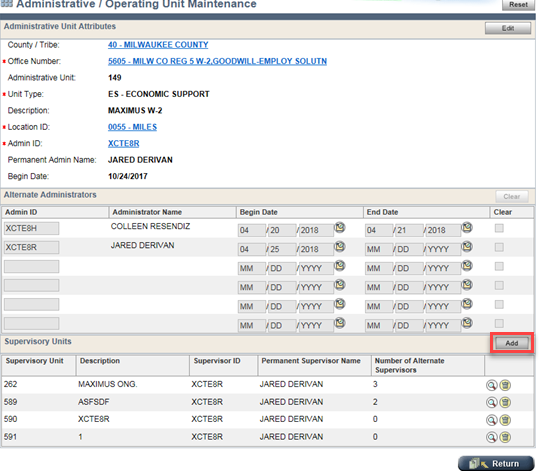 Administrative / Operating Unit Maintenance Reset
Administrative Unit Attributes Edit
County / Tribe: 40 - MILWAUKEE COUNTY
Office Number: 5605 - MILW CO REG 5 W-2,GOODWILL-EMPLOY SOLUTN
Administrative Unit: 149
Unit Type: ES - ECONOMIC SUPPORT
Description: MAXIMUS W-2
Location ID: 0055 - MILES
Admin ID: XCTE8R
Permanent Admin Name: JARED DERIVAN
Begin Date: 10/24/2017
Alternate Administrators Clear
Admin ID Administrator Name Begin Date End Date Clear
XCTE8H COLLEEN RESENDIZ 04 / 20 / 2018 04 / 21 / 2018
XCTE8R JARED DERIVAN 04 / 25 / 2018 MM / DD / YYYY
MM / DD / YYYY MM / DD / YYYY
MM / DD / YYYY MM / DD / YYYY
MM / DD / YYYY MM / DD / YYYY
MM / DD / YYYY MM / DD / YYYY
Supervisory Units Add
Supervisory Unit Description Supervisor ID Permanent Supervisor Name Number of Alternate
Supervisors
262 MAXIMUS ONG. XCTE8R JARED DERIVAN 3
589 ASFSDF XCTE8R JARED DERIVAN 2
590 XCTE8R XCTE8R JARED DERIVAN 0
591 1 XCTE8R JARED DERIVAN 0
Return